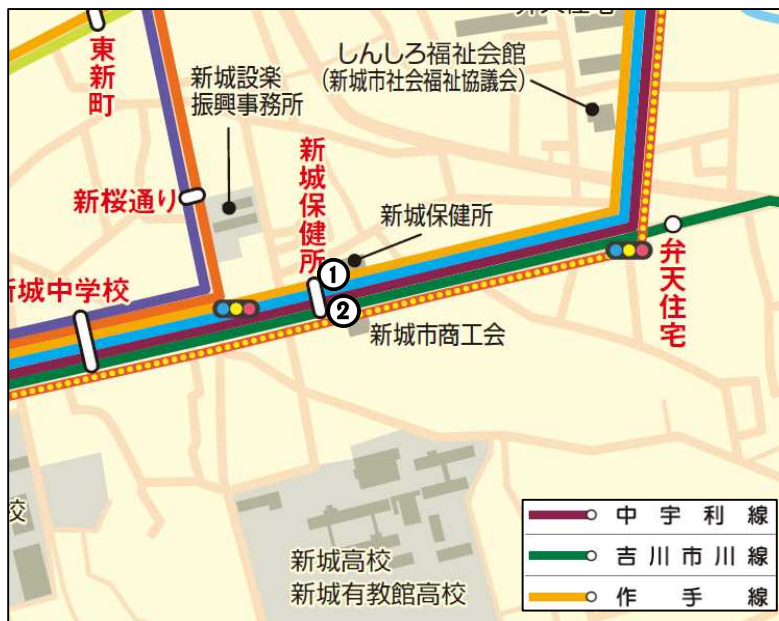 弁天住宅
しんしろ福祉会館
(新城市社会福祉協議会)
東新町
新城設楽
振興事務所
新桜通り
新城保健所
新城保健所
①
②
新城中学校
弁天住宅
新城市商工会
校
新城高校
新城有教館高校
中宇利線
吉川市川線
作手線